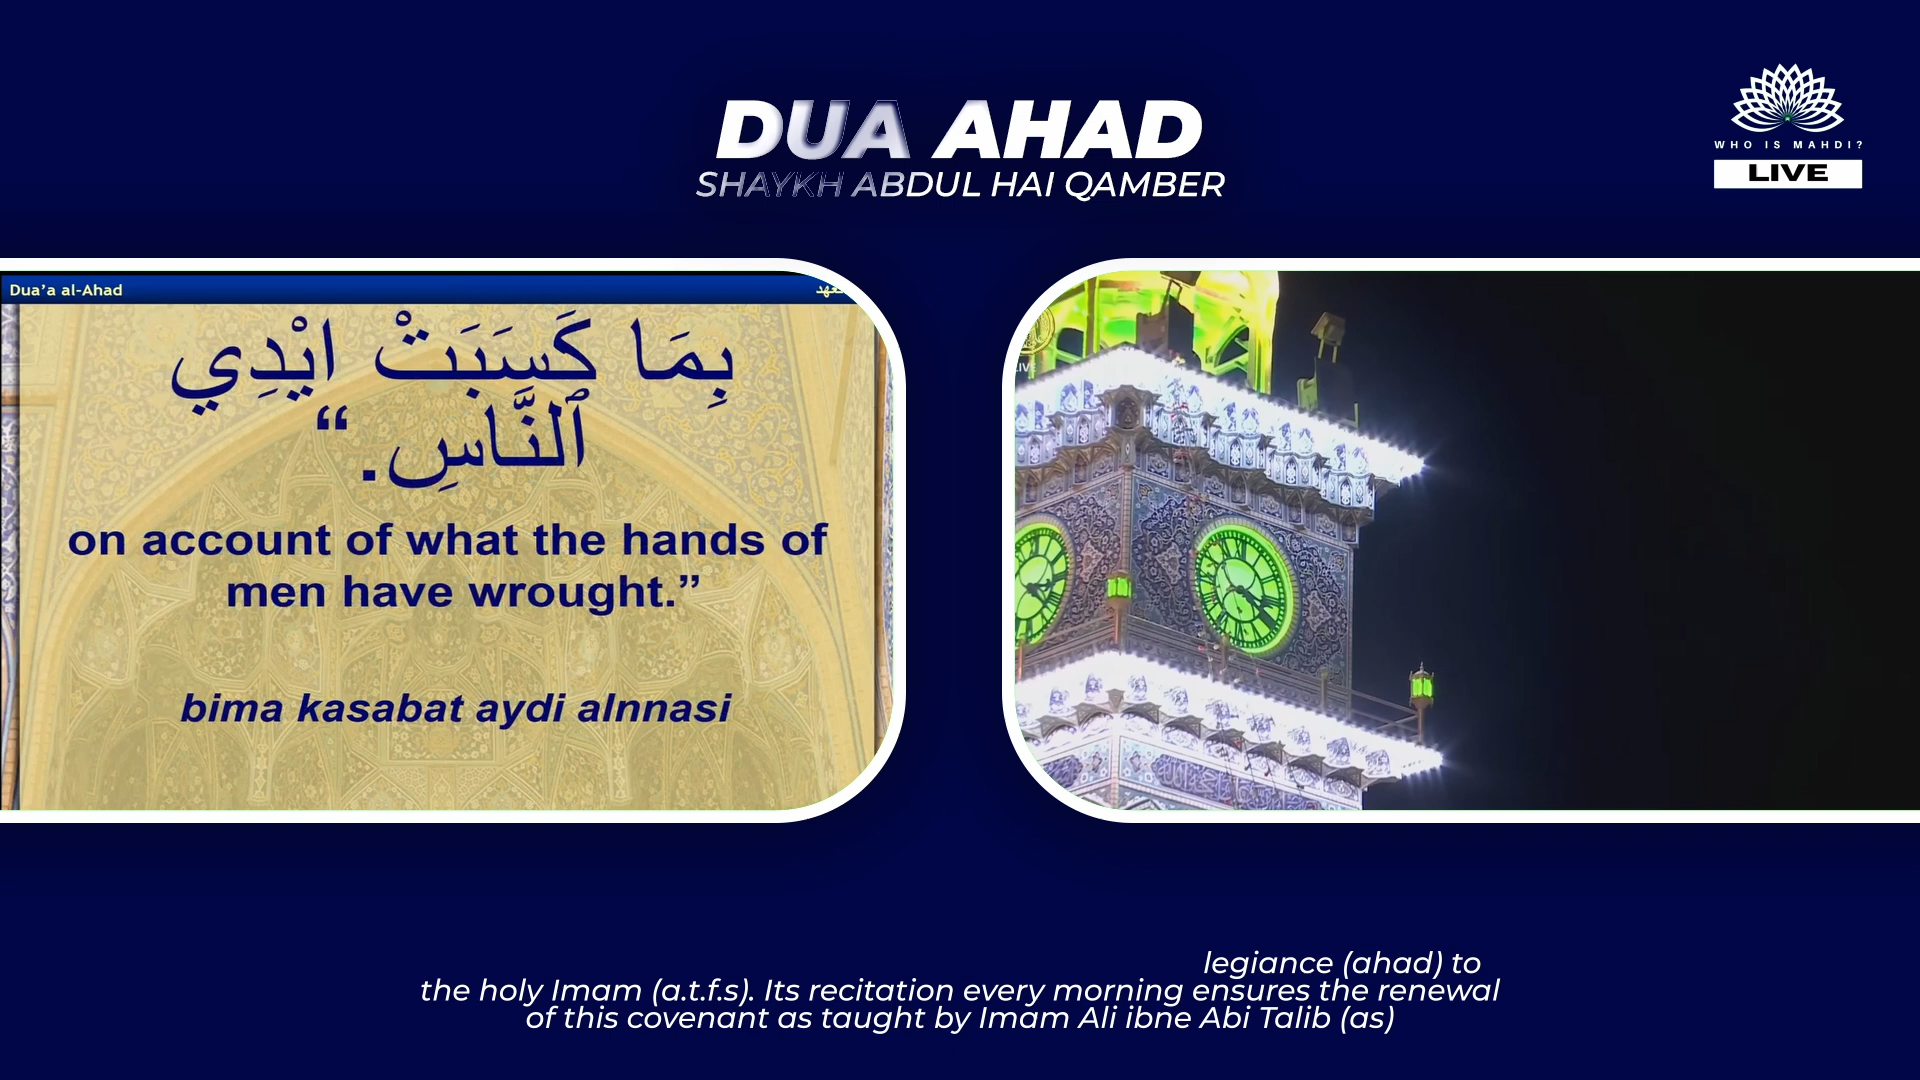 DUA AHAD
SHAYKH ABDUL HAI QAMBER
WHO IS MAHDI?
LIVE
Dua'a al-Ahad
بِمَا كَسَبَتْ ايْدِي
ٱلنَّاسِ.“
on account of what the hands of
men have wrought.”
bima kasabat aydi alnnasi
legiance (ahad) to
the holy Imam (a.t.f.s). Its recitation every morning ensures the renewal
of this covenant as taught by Imam Ali ibne Abi Talib (as)